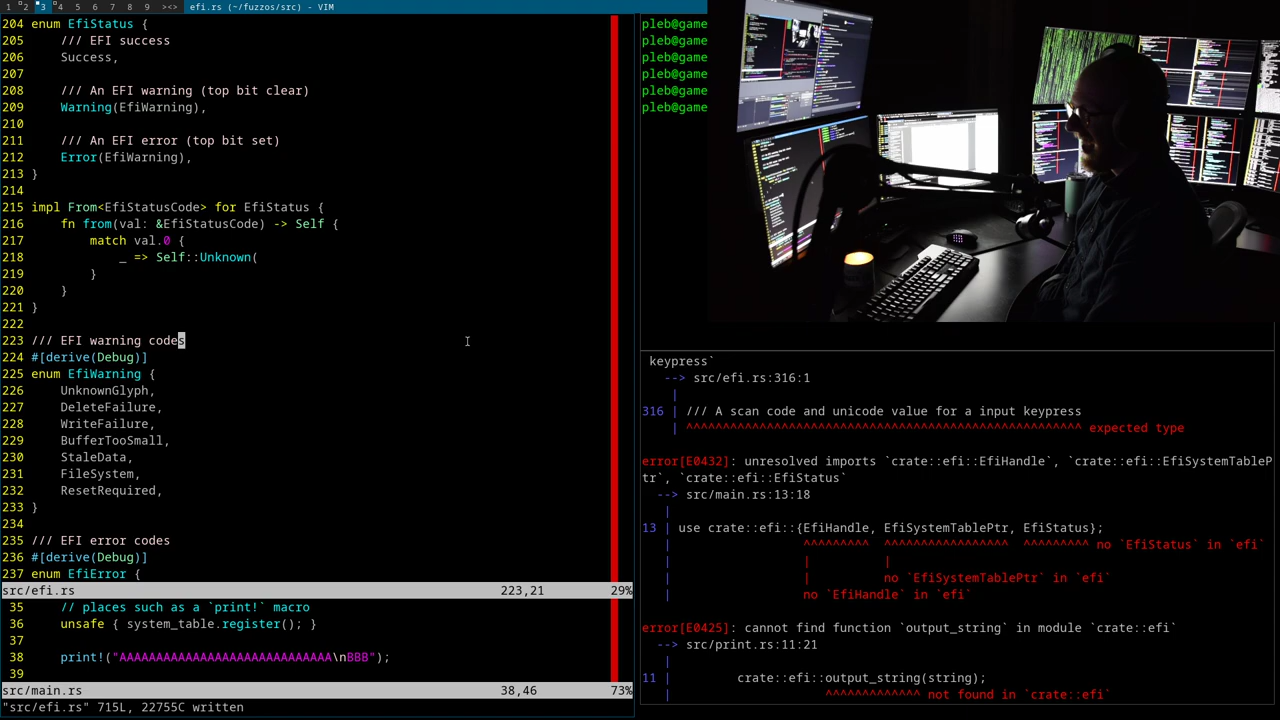 1 2 3 4 5 6 7 8 9 ><> efi.rs (~/fuzzos/src) - VIM
204 enum EfiStatus {
205     /// EFI success
206     Success,
207
208     /// An EFI warning (top bit clear)
209     Warning(EfiWarning),
210
211     /// An EFI error (top bit set)
212     Error(EfiWarning),
213 }
214
215 impl From<EfiStatusCode> for EfiStatus {
216     fn from(val: &EfiStatusCode) -> Self {
217         match val.0 {
218             _ => Self::Unknown(
219         }
220     }
221 }
222
223 /// EFI warning codes
224 #[derive(Debug)]
225 enum EfiWarning {
226     UnknownGlyph,
227     DeleteFailure,
228     WriteFailure,
229     BufferTooSmall,
230     StaleData,
231     FileSystem,
232     ResetRequired,
233 }
234
235 /// EFI error codes
236 #[derive(Debug)]
237 enum EfiError {
src/efi.rs 223,21 29%
35     // places such as a `print!` macro
36     unsafe { system_table.register(); }
37
38     print!("AAAAAAAAAAAAAAAAAAAAAAAAAAAAA\nBBB");
39
src/main.rs 38,46 73%
"src/efi.rs" 715L, 22755C written
pleb@game
pleb@game
pleb@game
pleb@game
pleb@game
pleb@game
keypress`
--> src/efi.rs:316:1
|
316 | /// A scan code and unicode value for a input keypress
| ^^^^^^^^^^^^^^^^^^^^^^^^^^^^^^^^^^^^^^^^^^^^^^^^^^^^^^ expected type
error[E0432]: unresolved imports `crate::efi::EfiHandle`, `crate::efi::EfiSystemTableP
tr`, `crate::efi::EfiStatus`
--> src/main.rs:13:18
|
13 | use crate::efi::{EfiHandle, EfiSystemTablePtr, EfiStatus};
| ^^^^^^^^^ ^^^^^^^^^^^^^^^^^ ^^^^^^^^^ no `EfiStatus` in `efi`
| | |
| | no `EfiSystemTablePtr` in `efi`
| no `EfiHandle` in `efi`
error[E0425]: cannot find function `output_string` in module `crate::efi`
--> src/print.rs:11:21
|
11 | crate::efi::output_string(string);
| ^^^^^^^^^^^^^ not found in `crate::efi`